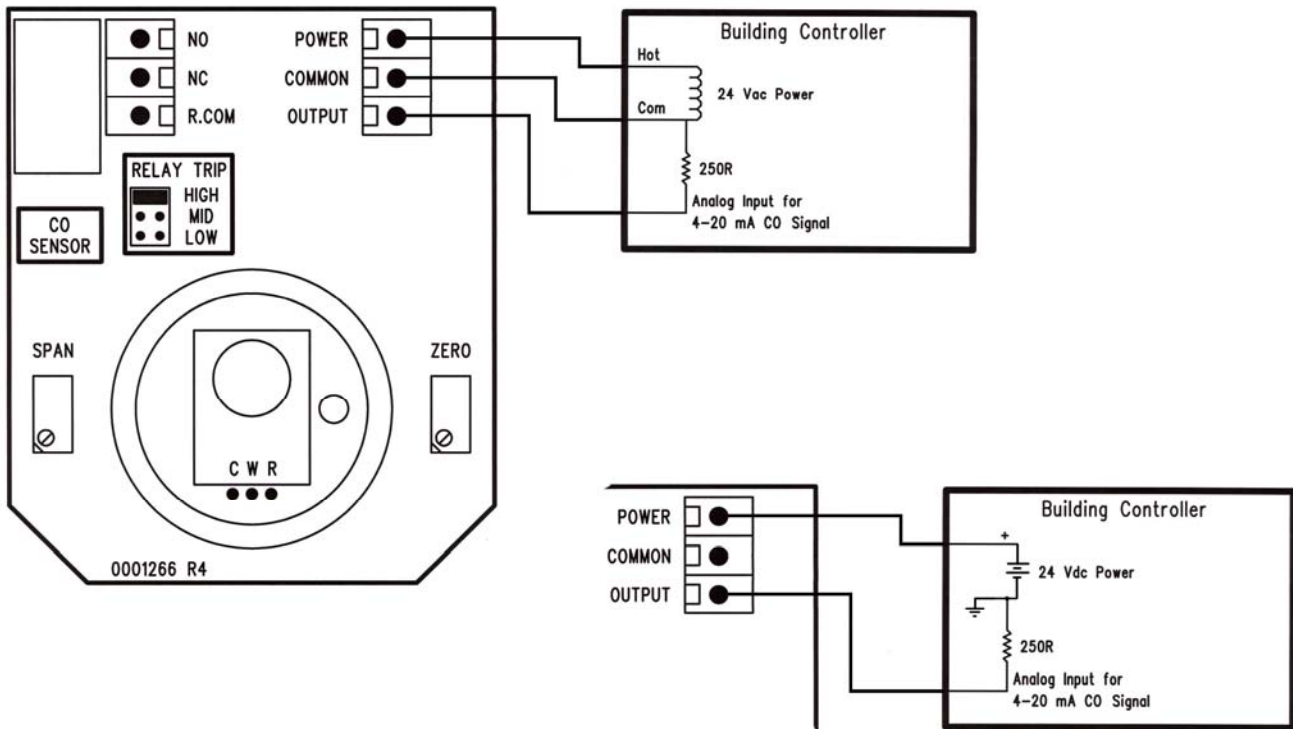 NO
NC
R.COM
POWER
COMMON
OUTPUT
RELAY TRIP
HIGH
MID
LOW
CO
SENSOR
SPAN
ZERO
C W R
0001266 R4
Building Controller
Hot
24 Vac Power
Com
250R
Analog Input for
4-20 mA CO Signal
POWER
COMMON
OUTPUT
Building Controller
+
24 Vdc Power
250R
Analog Input for
4-20 mA CO Signal